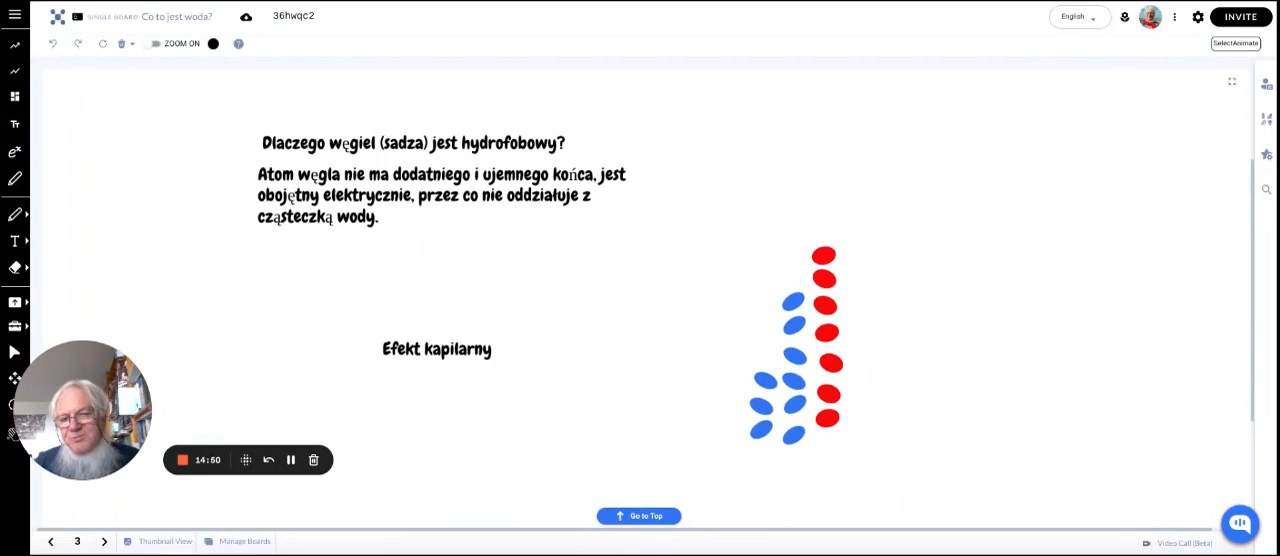 SINGLE BOARD Co to jest woda? 36hwqc2 English INVITE
ZOOM ON SelectAnimate
Dlaczego węgiel (sadza) jest hydrofobowy?
Atom węgla nie ma dodatniego i ujemnego końca, jest
obojętny elektrycznie, przez co nie oddziałuje z
cząsteczką wody.
Efekt kapilarny
14:50
Go to Top
3 Thumbnail View Manage Boards Video Call (Beta)